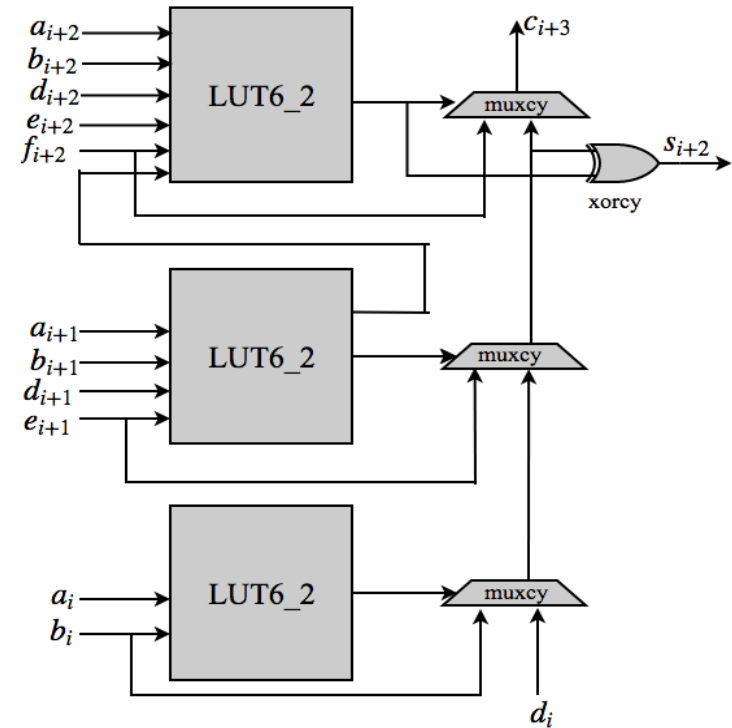 a_{i+2}
b_{i+2}
d_{i+2}
e_{i+2}
f_{i+2}
LUT6_2
c_{i+3}
muxcy
s_{i+2}
xorcy
a_{i+1}
b_{i+1}
d_{i+1}
e_{i+1}
LUT6_2
muxcy
a_i
b_i
LUT6_2
muxcy
d_i